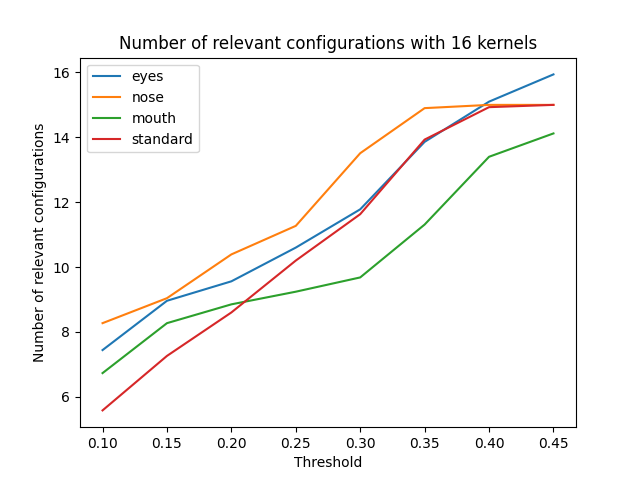 Number of relevant configurations with 16 kernels
eyes
nose
mouth
standard
Number of relevant configurations
16
14
12
10
8
6
0.10 0.15 0.20 0.25 0.30 0.35 0.40 0.45
Threshold